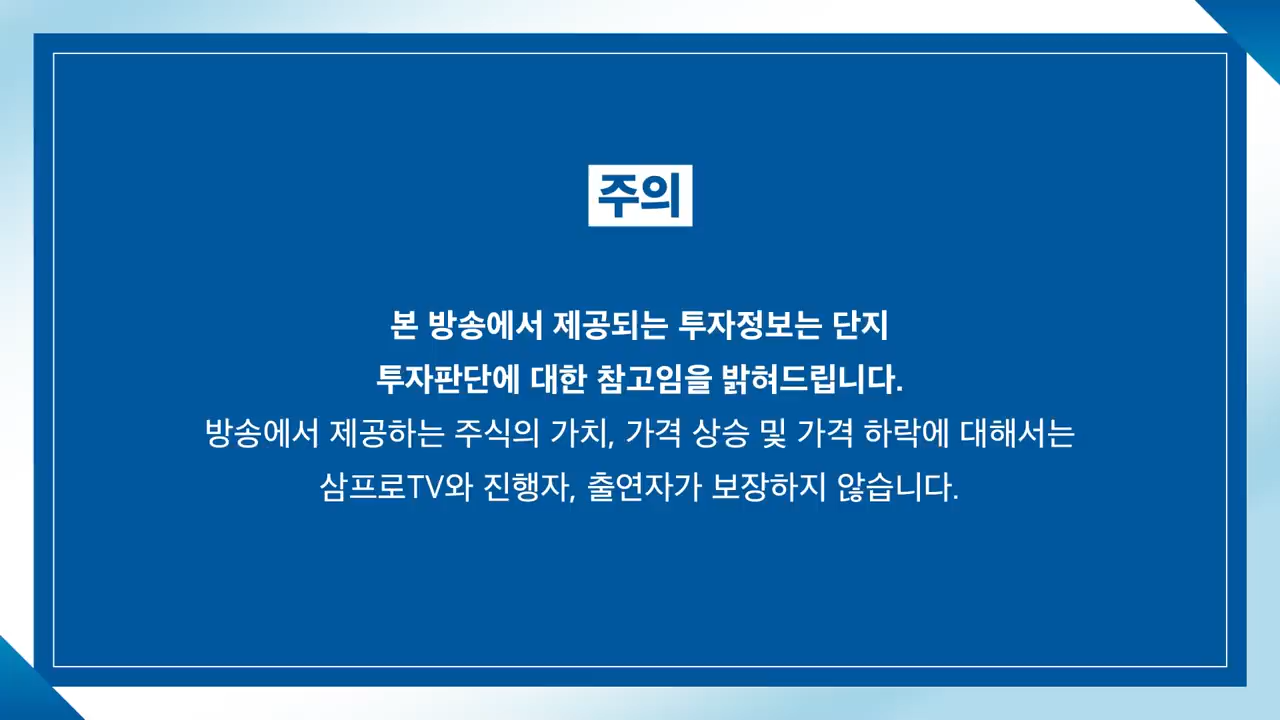 주의
본 방송에서 제공되는 투자정보는 단지
투자판단에 대한 참고임을 밝혀드립니다.
방송에서 제공하는 주식의 가치, 가격 상승 및 가격 하락에 대해서는
삼프로TV와 진행자, 출연자가 보장하지 않습니다.